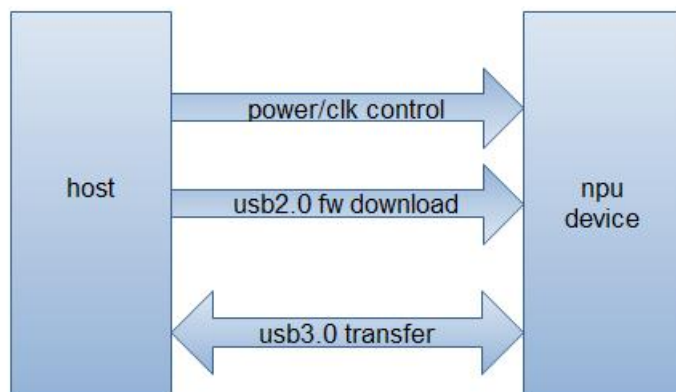 power/clk control
host
usb2.0 fw download
npu
device
usb3.0 transfer